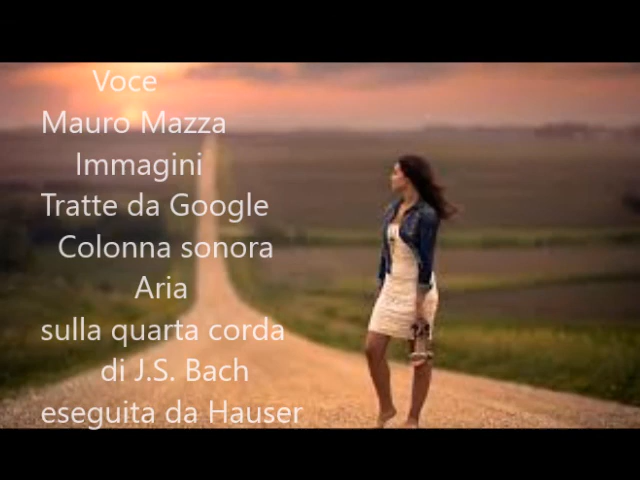 Voce
Mauro Mazza
Immagini
Tratte da Google
Colonna sonora
Aria
sulla quarta corda
di J.S. Bach
eseguita da Hauser